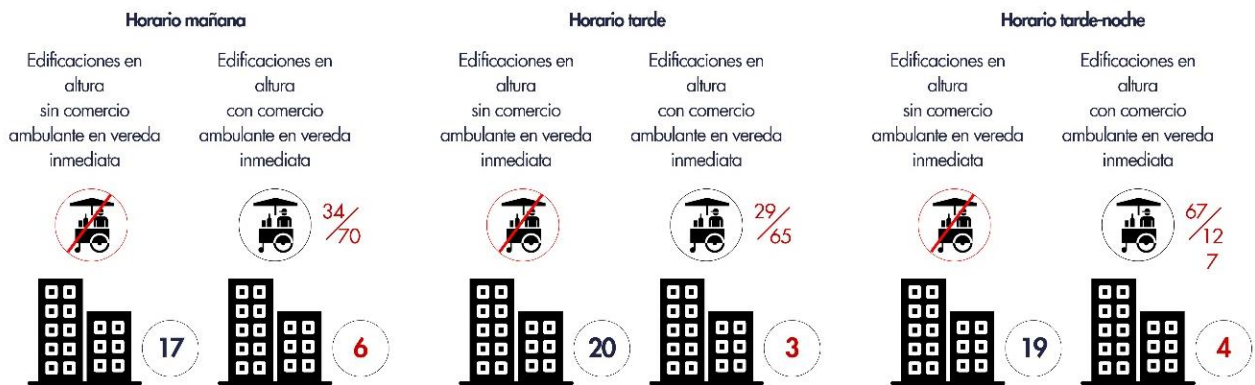 Horario mañana
Edificaciones en
altura
sin comercio
ambulante en vereda
inmediata
Edificaciones en
altura
con comercio
ambulante en vereda
inmediata
34/70
17
6
Horario tarde
Edificaciones en
altura
sin comercio
ambulante en vereda
inmediata
Edificaciones en
altura
con comercio
ambulante en vereda
inmediata
29/65
20
3
Horario tarde-noche
Edificaciones en
altura
sin comercio
ambulante en vereda
inmediata
Edificaciones en
altura
con comercio
ambulante en vereda
inmediata
67/12
7
19
4